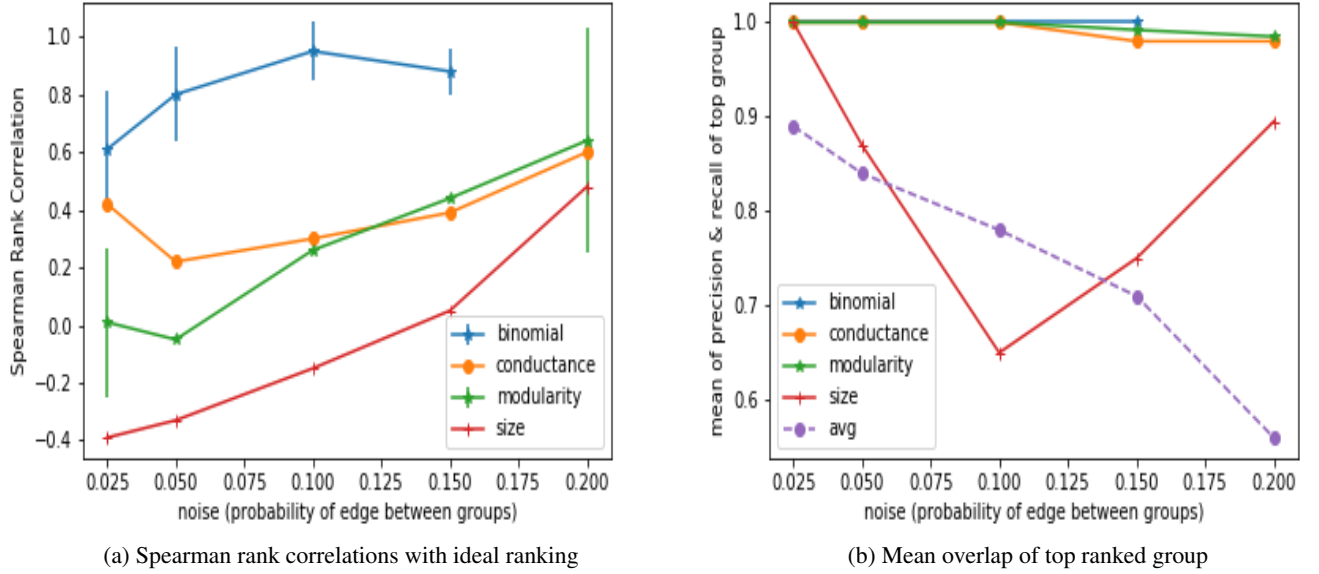 Spearman Rank Correlation
1.0
0.8
0.6
0.4
0.2
0.0
−0.2
−0.4
binomial
conductance
modularity
size
0.025 0.050 0.075 0.100 0.125 0.150 0.175 0.200
noise (probability of edge between groups)
(a) Spearman rank correlations with ideal ranking
mean of precision & recall of top group
1.0
0.9
0.8
0.7
0.6
binomial
conductance
modularity
size
avg
0.025 0.050 0.075 0.100 0.125 0.150 0.175 0.200
noise (probability of edge between groups)
(b) Mean overlap of top ranked group